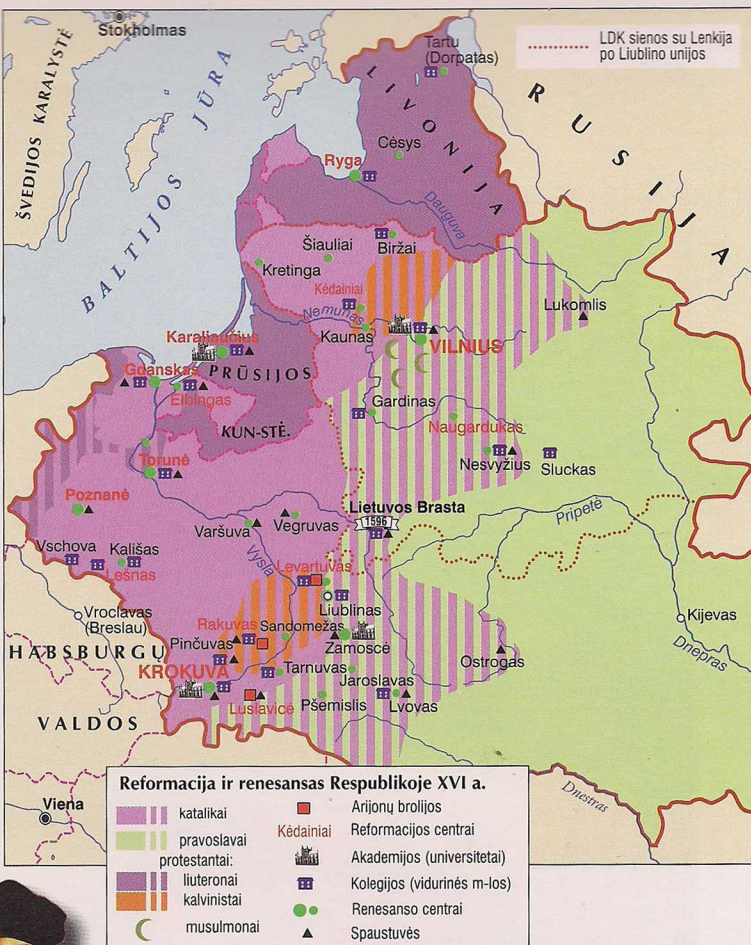 Stokholmas
ŠVEDIJOS KARALYSTĖ
BALTIJOS JŪRA
LDK sienos su Lenkija
po Liublino unijos
Tartu
(Dorpatas)
LIVONIJA
RUSIJA
Cėsys
Ryga
Dauguva
Biržai
Šiauliai
Kretinga
Kėdainiai
Lukomlis
Nemunas
Kaunas
VILNIUS
Karaliaučius
Gdanskas
PRŪSIJOS
Elbingas
KUN-STĖ.
Gardinas
Naugardukas
Torunė
Nesvyžius
Sluckas
Poznanė
Lietuvos Brasta
1596
Pripetė
Varšuva
Vegruvas
Vysla
Vschova
Kališas
Lešnas
Levartuvas
Liublinas
Vroclavas
(Breslau)
Kijevas
Dnepras
Rakuvas
Sandomežas
Pinčuvas
Zamoscė
HABSBURGŲ
VALDOS
KROKUVA
Tarnuvas
Jaroslavas
Ostrogas
Luslavicė
Pšemislis
Lvovas
Dnestras
Viena
Reformacija ir renesansas Respublikoje XVI a.
katalikai
pravoslavai
protestantai:
liuteronai
kalvinistai
musulmonai
Arijonų brolijos
Kėdainiai
Reformacijos centrai
Akademijos (universitetai)
Kolegijos (vidurinės m-los)
Renesanso centrai
Spaustuvės